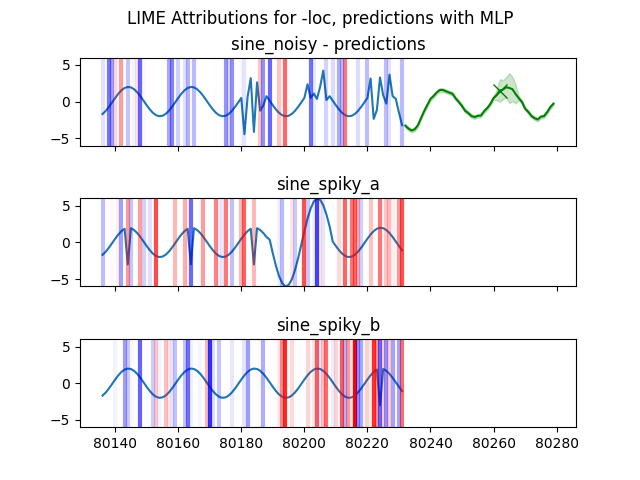 LIME Attributions for -loc, predictions with MLP
sine_noisy - predictions
5
0
−5
sine_spiky_a
5
0
−5
sine_spiky_b
5
0
−5
80140 80160 80180 80200 80220 80240 80260 80280